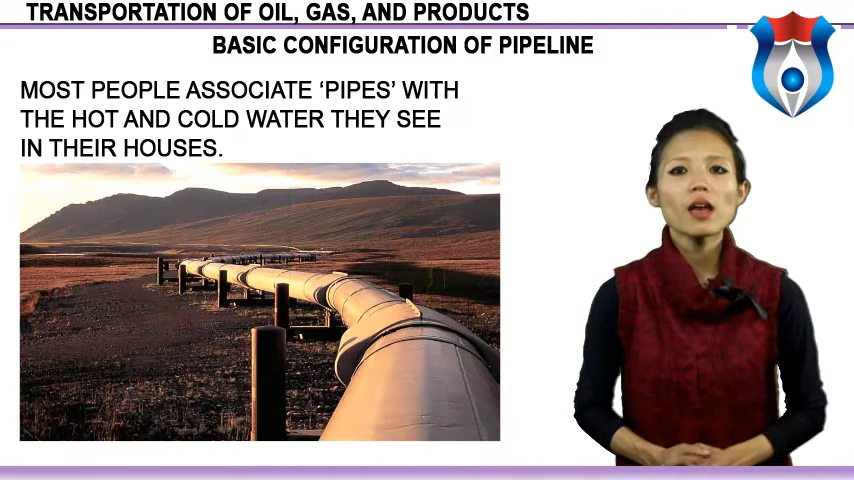 TRANSPORTATION OF OIL, GAS, AND PRODUCTS
BASIC CONFIGURATION OF PIPELINE
MOST PEOPLE ASSOCIATE ‘PIPES’ WITH
THE HOT AND COLD WATER THEY SEE
IN THEIR HOUSES.